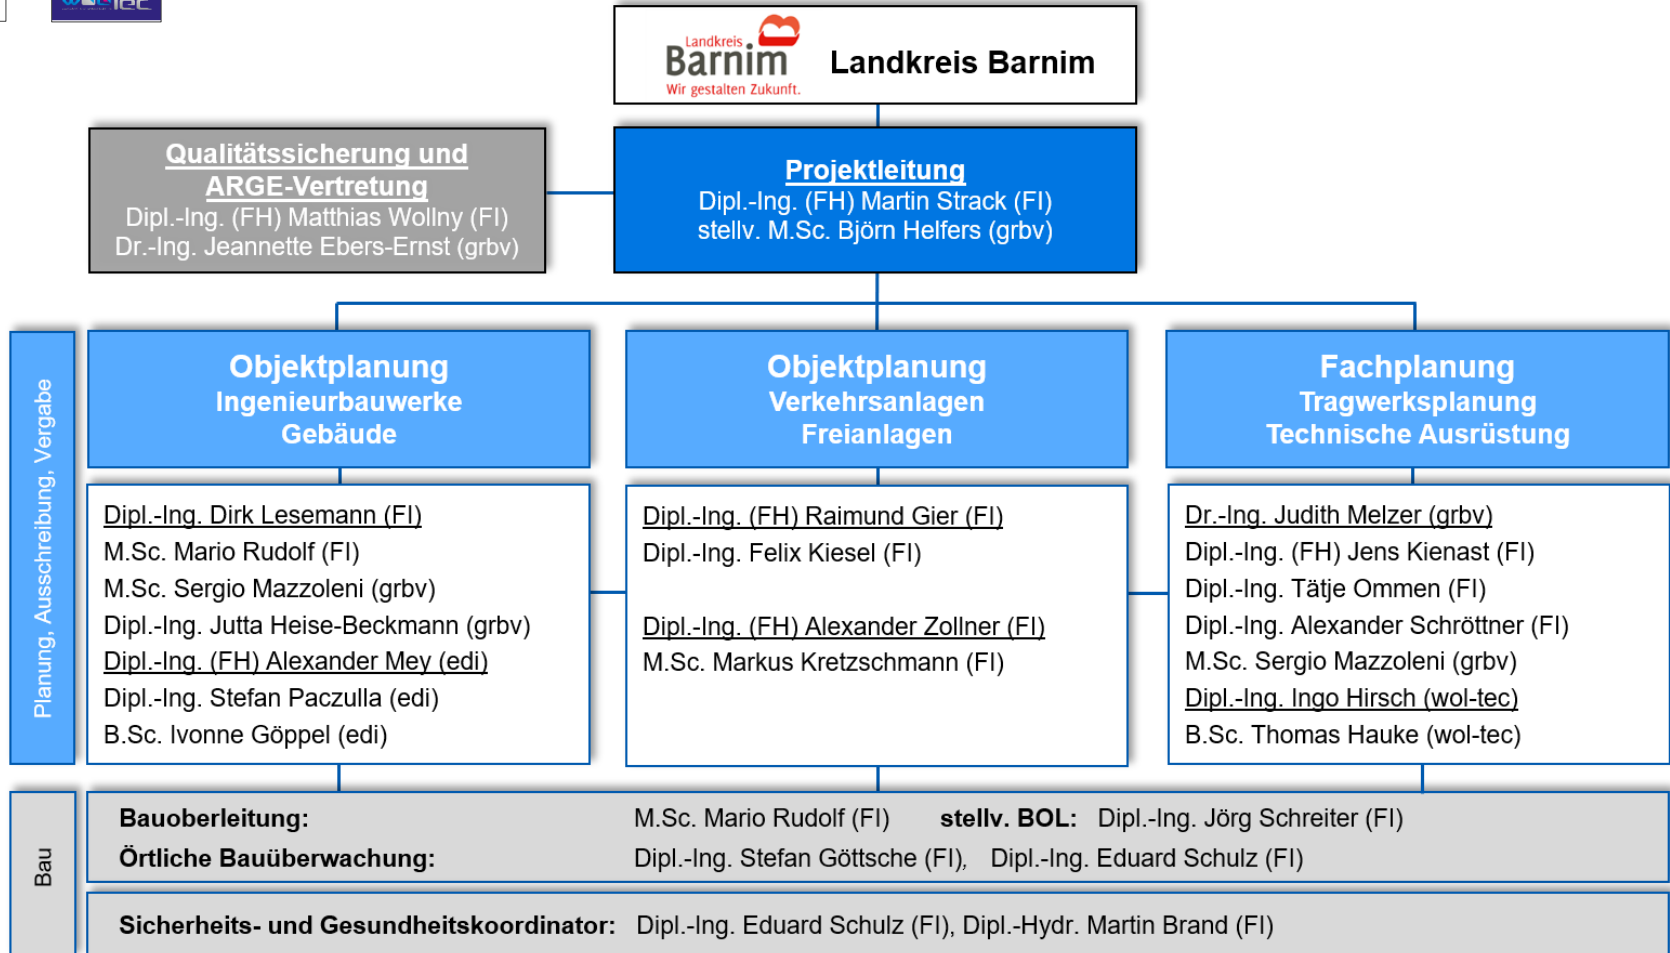 Landkreis
Barnim
Wir gestalten Zukunft.
Landkreis Barnim
Qualitätssicherung und
ARGE-Vertretung
Dipl.-Ing. (FH) Matthias Wollny (FI)
Dr.-Ing. Jeannette Ebers-Ernst (grbv)
Projektleitung
Dipl.-Ing. (FH) Martin Strack (FI)
stellv. M.Sc. Björn Helfers (grbv)
Planung, Ausschreibung, Vergabe
Objektplanung
Ingenieurbauwerke
Gebäude
Dipl.-Ing. Dirk Lesemann (FI)
M.Sc. Mario Rudolf (FI)
M.Sc. Sergio Mazzoleni (grbv)
Dipl.-Ing. Jutta Heise-Beckmann (grbv)
Dipl.-Ing. (FH) Alexander Mey (edi)
Dipl.-Ing. Stefan Paczulla (edi)
B.Sc. Ivonne Göppel (edi)
Objektplanung
Verkehrsanlagen
Freianlagen
Dipl.-Ing. (FH) Raimund Gier (FI)
Dipl.-Ing. Felix Kiesel (FI)
Dipl.-Ing. (FH) Alexander Zollner (FI)
M.Sc. Markus Kretzschmann (FI)
Fachplanung
Tragwerksplanung
Technische Ausrüstung
Dr.-Ing. Judith Melzer (grbv)
Dipl.-Ing. (FH) Jens Kienast (FI)
Dipl.-Ing. Tätje Ommen (FI)
Dipl.-Ing. Alexander Schröttner (FI)
M.Sc. Sergio Mazzoleni (grbv)
Dipl.-Ing. Ingo Hirsch (wol-tec)
B.Sc. Thomas Hauke (wol-tec)
Bau
Bauoberleitung: M.Sc. Mario Rudolf (FI) stellv. BOL: Dipl.-Ing. Jörg Schreiter (FI)
Örtliche Bauüberwachung: Dipl.-Ing. Stefan Göttsche (FI), Dipl.-Ing. Eduard Schulz (FI)
Sicherheits- und Gesundheitskoordinator: Dipl.-Ing. Eduard Schulz (FI), Dipl.-Hydr. Martin Brand (FI)